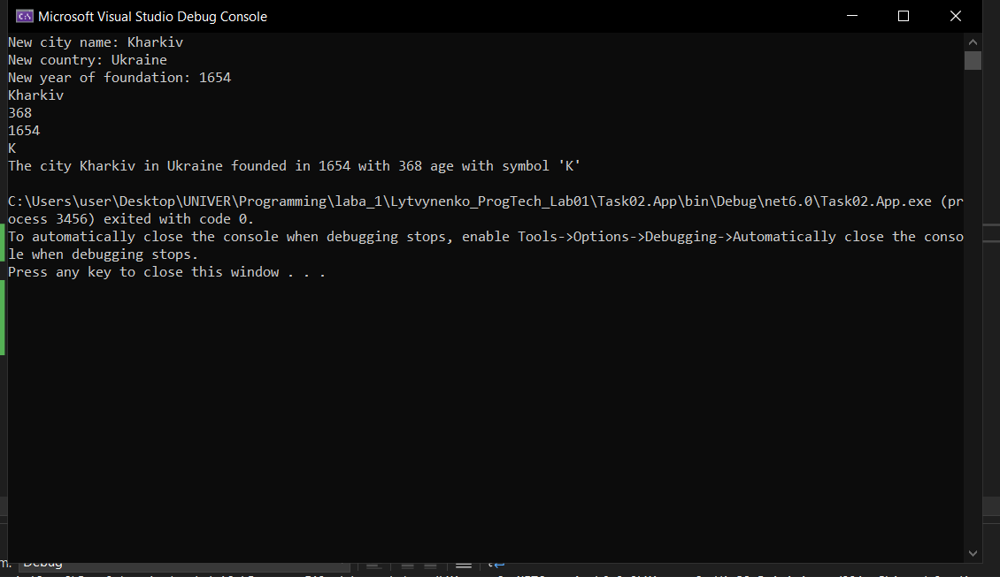 Microsoft Visual Studio Debug Console
New city name: Kharkiv
New country: Ukraine
New year of foundation: 1654
Kharkiv
368
1654
K
The city Kharkiv in Ukraine founded in 1654 with 368 age with symbol 'K'
C:\Users\user\Desktop\UNIVER\Programming\laba_1\Lytvynenko_ProgTech_Lab01\Task02.App\bin\Debug\net6.0\Task02.App.exe (pr
ocess 3456) exited with code 0.
To automatically close the console when debugging stops, enable Tools->Options->Debugging->Automatically close the conso
le when debugging stops.
Press any key to close this window . . .
Debug